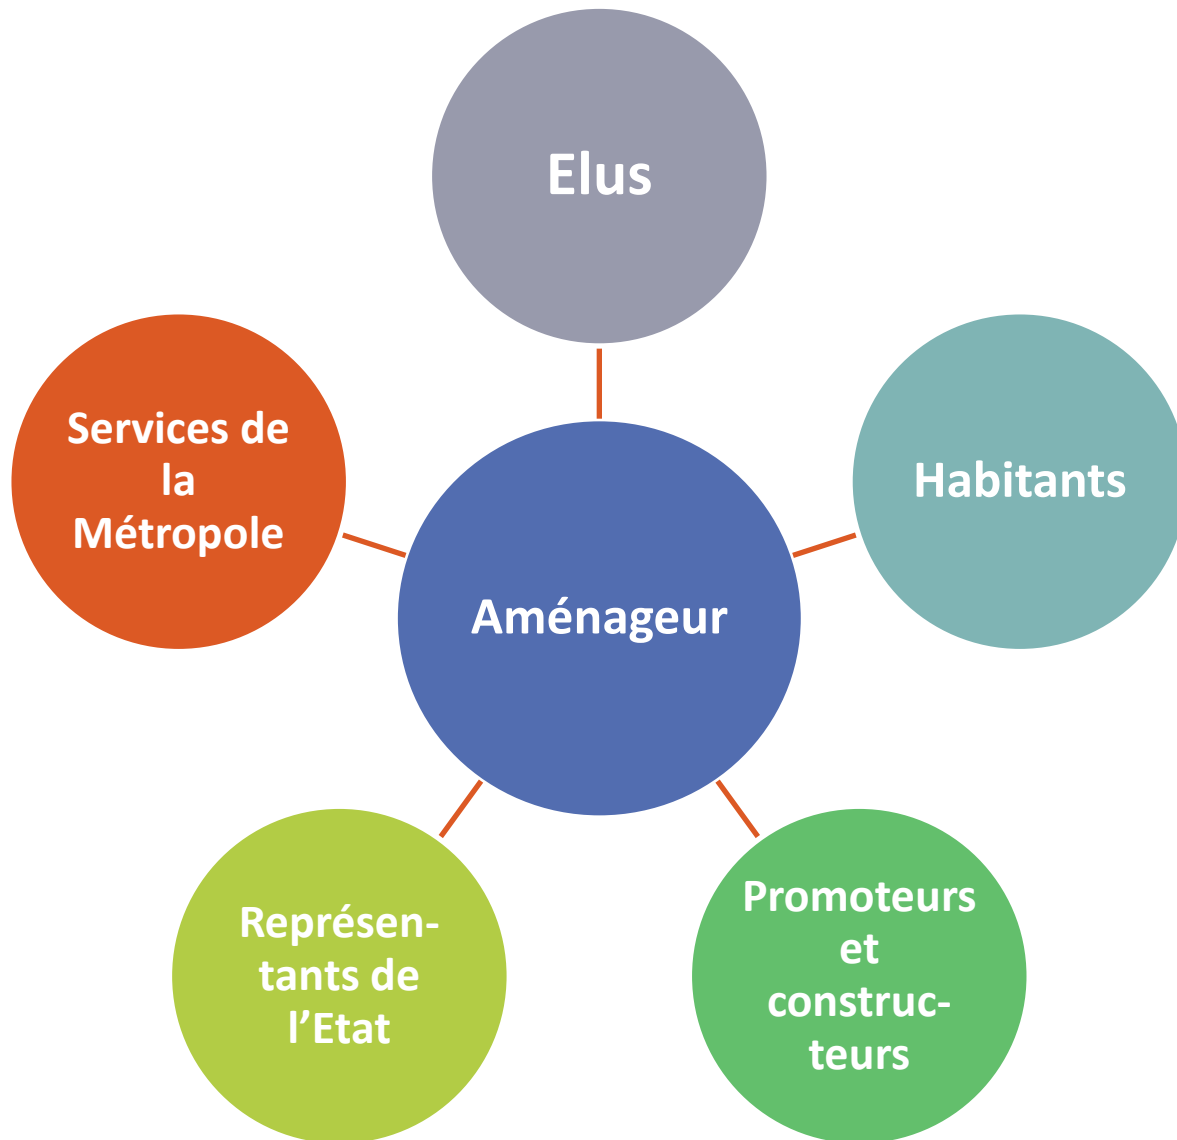 Elus
Services de
la
Métropole
Habitants
Aménageur
Représen-
tants de
l’Etat
Promoteurs
et
construc-
teurs